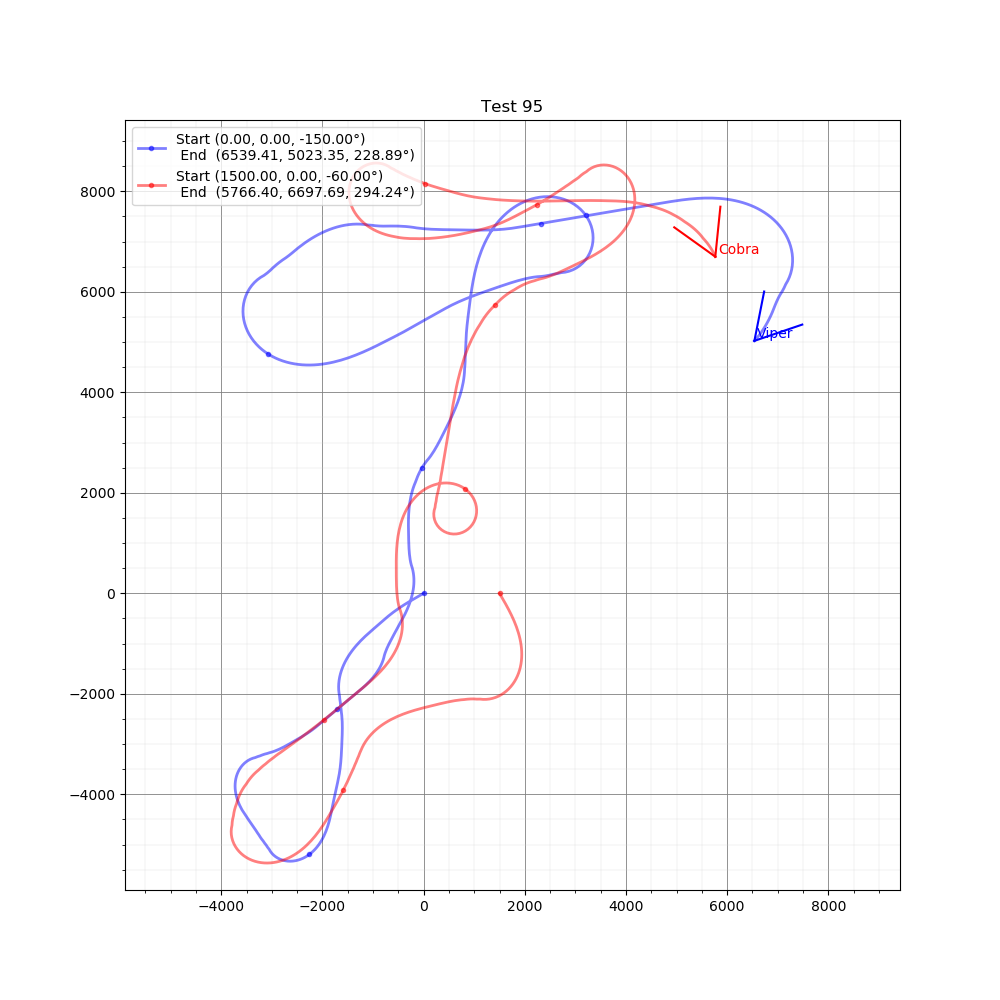 Test 95
Start (0.00, 0.00, -150.00°)
End  (6539.41, 5023.35, 228.89°)
Start (1500.00, 0.00, -60.00°)
End  (5766.40, 6697.69, 294.24°)
8000
6000
4000
2000
0
−2000
−4000
Cobra
Viper
−4000 −2000 0 2000 4000 6000 8000